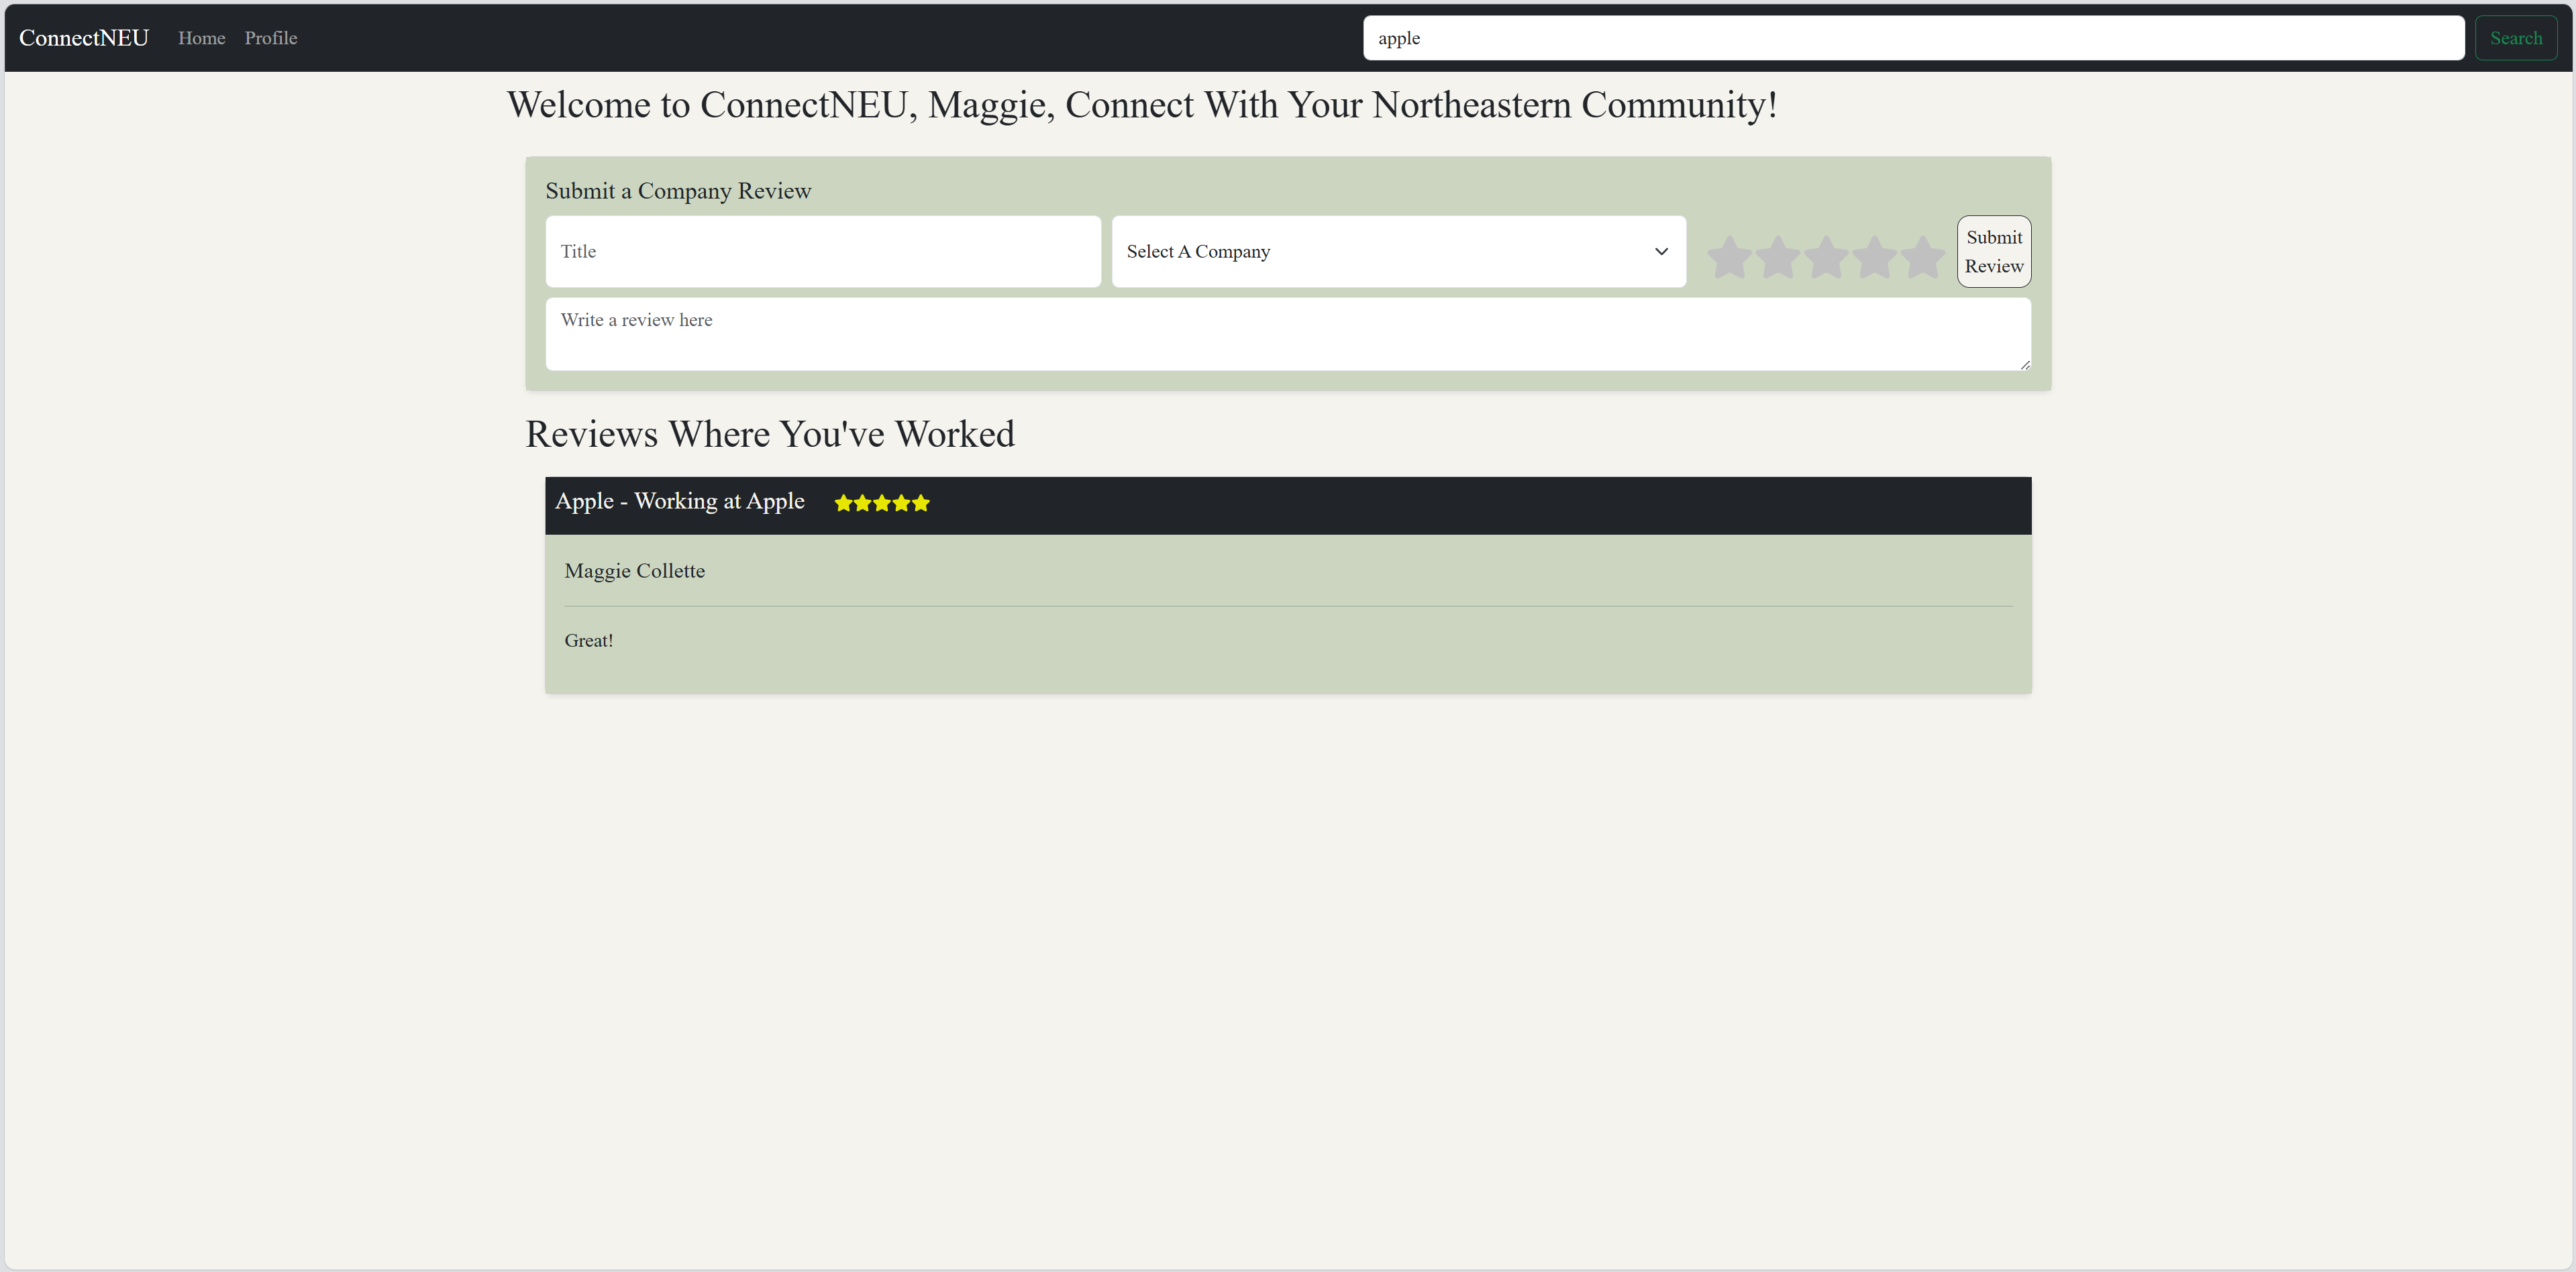 ConnectNEU Home Profile apple Search
Welcome to ConnectNEU, Maggie, Connect With Your Northeastern Community!
Submit a Company Review
Title
Select A Company
Submit
Review
Write a review here
Reviews Where You've Worked
Apple - Working at Apple
Maggie Collette
Great!